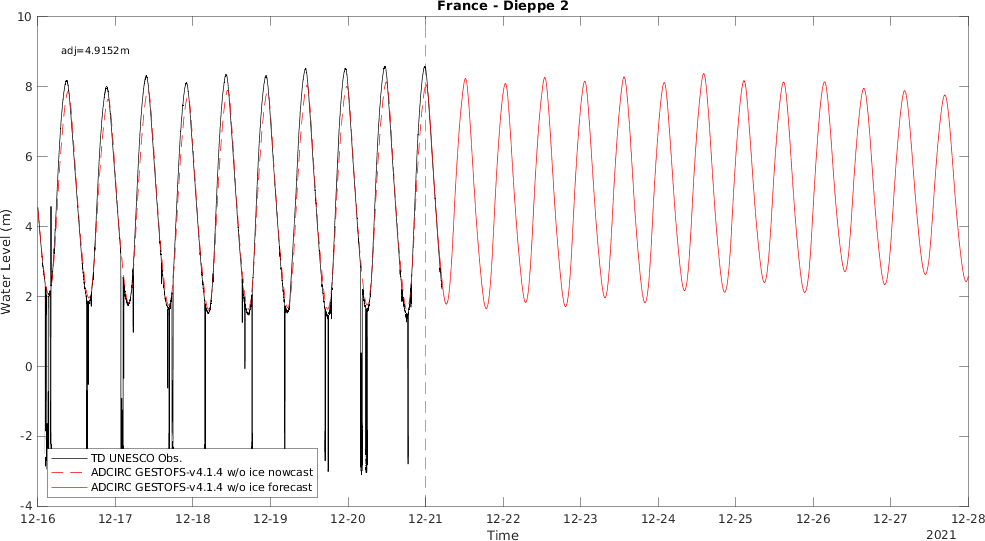 France - Dieppe 2
adj=4.9152m
Water Level (m)
10
8
6
4
2
0
-2
-4
TD UNESCO Obs.
ADCIRC GESTOFS-v4.1.4 w/o ice nowcast
ADCIRC GESTOFS-v4.1.4 w/o ice forecast
12-16 12-17 12-18 12-19 12-20 12-21 12-22 12-23 12-24 12-25 12-26 12-27 12-28
Time
2021